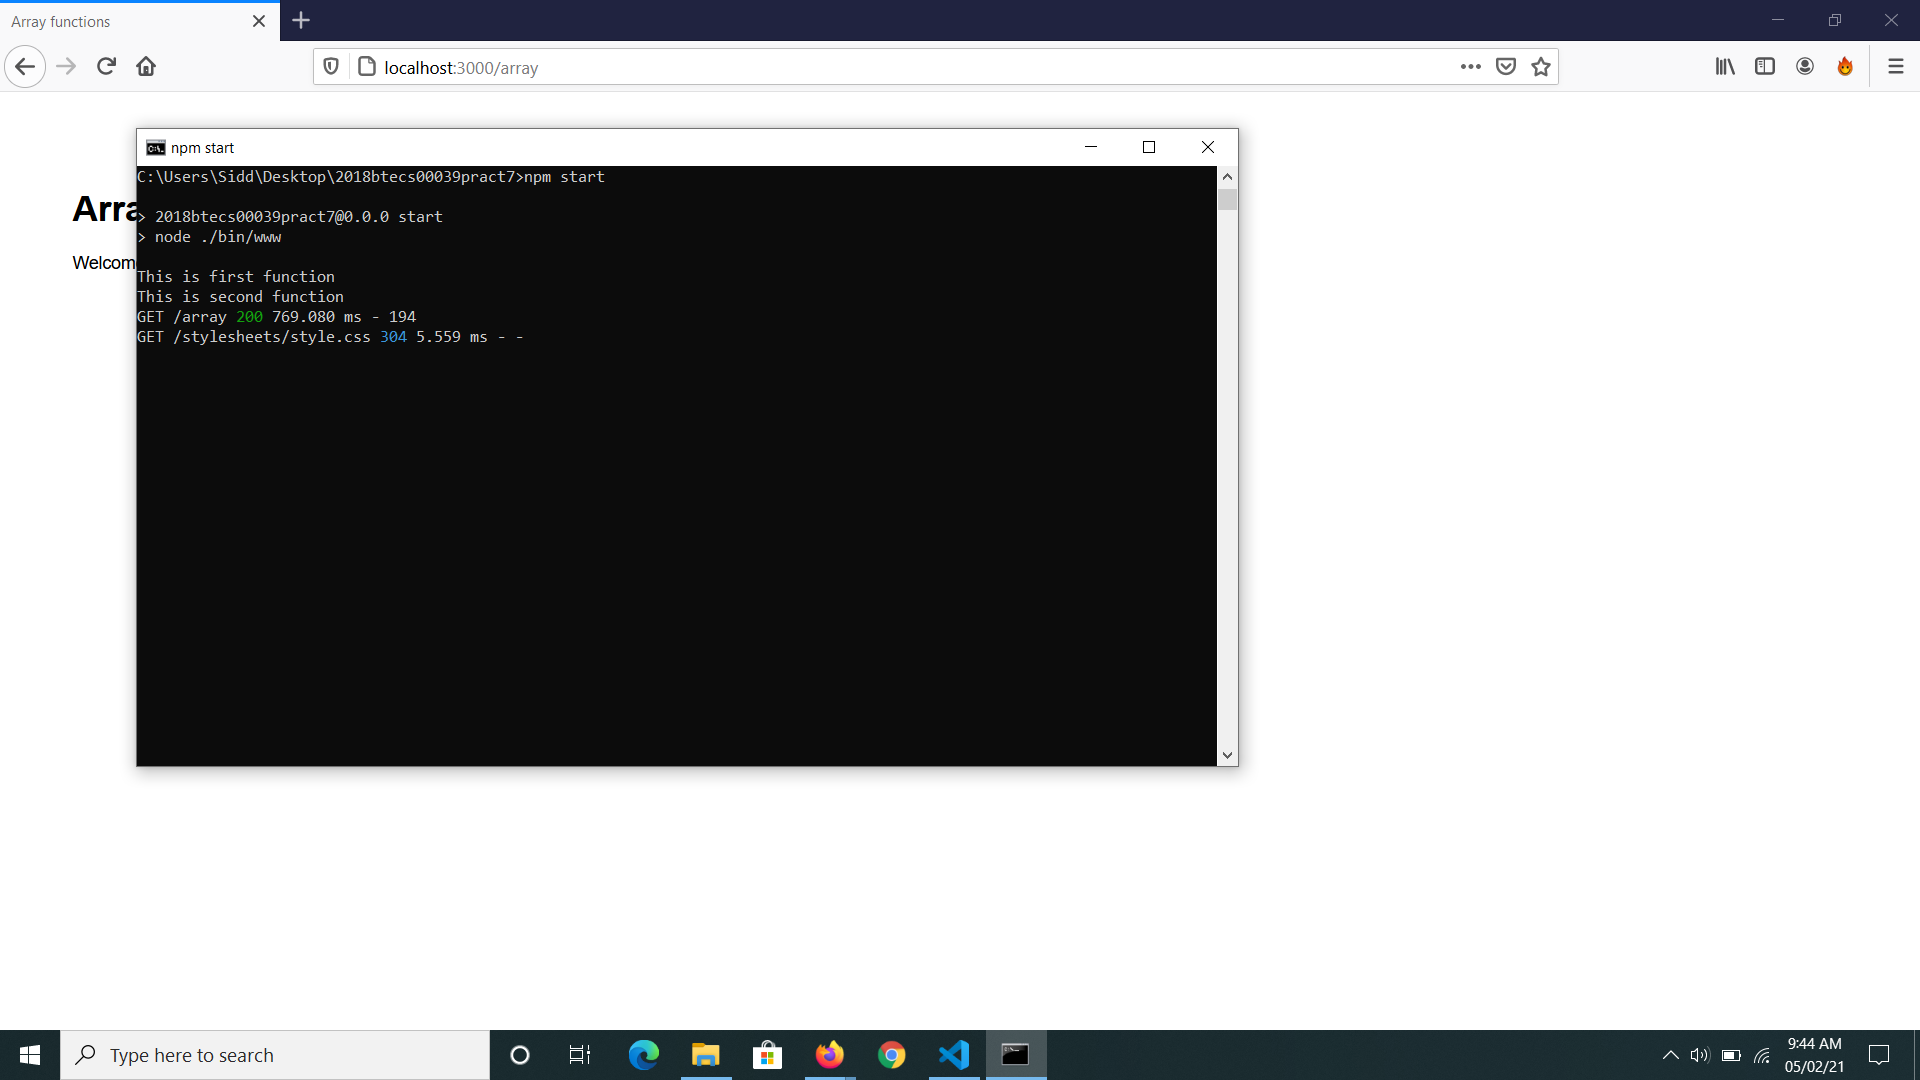 Array functions
localhost:3000/array
npm start
C:\Users\Sidd\Desktop\2018btecs00039pract7>npm start
Arra
> 2018btecs00039pract7@0.0.0 start
> node ./bin/www
Welcom
This is first function
This is second function
GET /array 200 769.080 ms - 194
GET /stylesheets/style.css 304 5.559 ms - -
Type here to search
9:44 AM
05/02/21